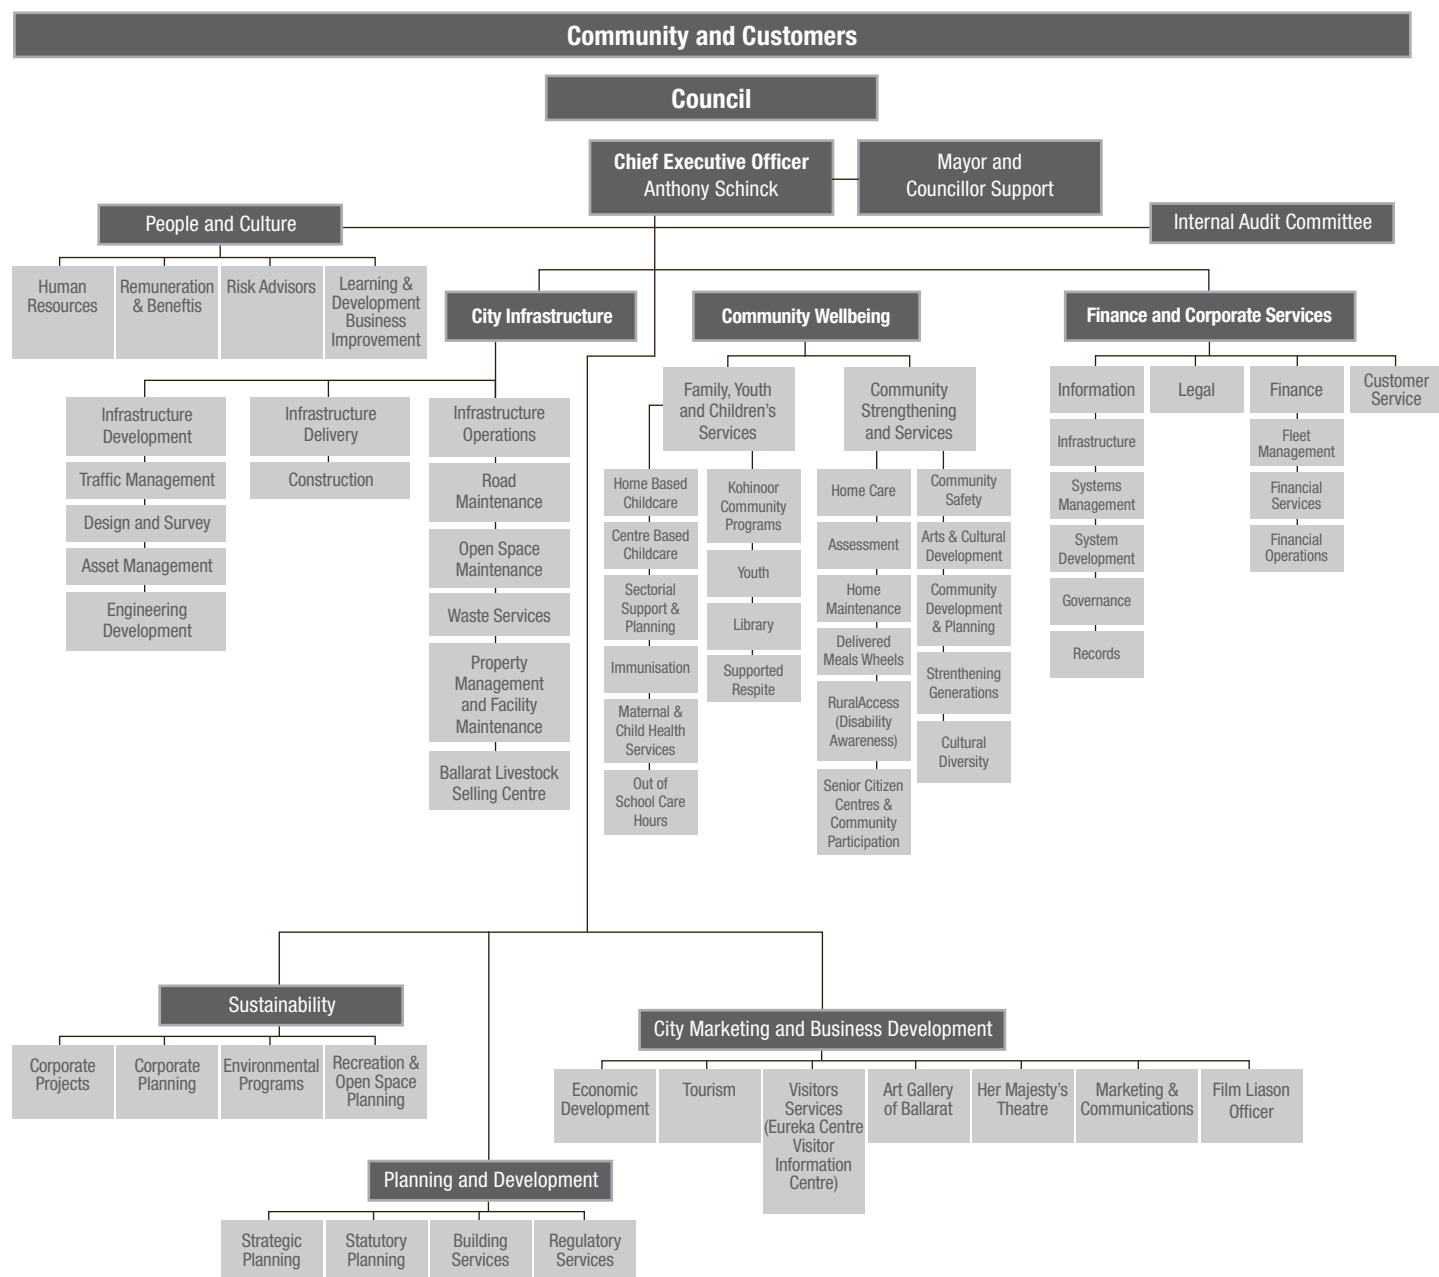 Community and Customers
Council
Chief Executive Officer
Anthony Schinck
Mayor and
Councillor Support
People and Culture
Internal Audit Committee
Human
Resources
Remuneration
& Beneftis
Risk Advisors
Learning &
Development
Business
Improvement
City Infrastructure
Community Wellbeing
Finance and Corporate Services
Infrastructure
Development
Traffic Management
Design and Survey
Asset Management
Engineering
Development
Infrastructure
Delivery
Construction
Infrastructure
Operations
Road
Maintenance
Open Space
Maintenance
Waste Services
Property
Management
and Facility
Maintenance
Ballarat Livestock
Selling Centre
Family, Youth
and Children's
Services
Home Based
Childcare
Centre Based
Childcare
Sectorial
Support &
Planning
Immunisation
Maternal &
Child Health
Services
Out of
School Care
Hours
Kohinoor
Community
Programs
Youth
Library
Supported
Respite
Community
Strengthening
and Services
Home Care
Assessment
Home
Maintenance
Delivered
Meals Wheels
RuralAccess
(Disability
Awareness)
Senior Citizen
Centres &
Community
Participation
Community
Safety
Arts & Cultural
Development
Community
Development
& Planning
Strenthening
Generations
Cultural
Diversity
Information
Infrastructure
Systems
Management
System
Development
Governance
Records
Legal
Finance
Fleet
Management
Financial
Services
Financial
Operations
Customer
Service
Sustainability
Corporate
Projects
Corporate
Planning
Environmental
Programs
Recreation &
Open Space
Planning
City Marketing and Business Development
Economic
Development
Tourism
Visitors
Services
(Eureka Centre
Visitor
Information
Centre)
Art Gallery
of Ballarat
Her Majesty's
Theatre
Marketing &
Communications
Film Liason
Officer
Planning and Development
Strategic
Planning
Statutory
Planning
Building
Services
Regulatory
Services